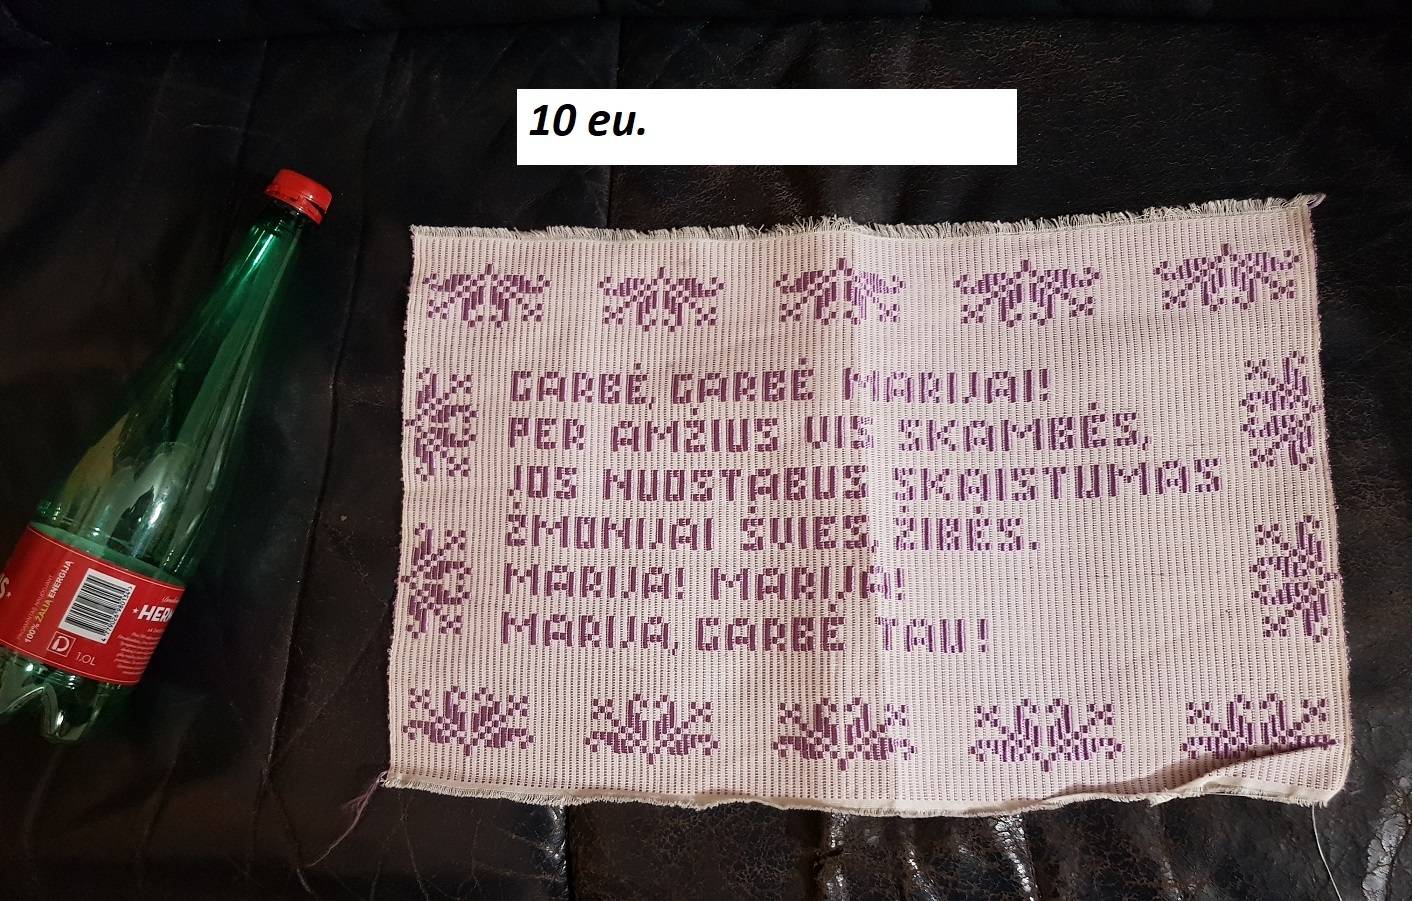 10 eu.
GARBĖ, GARBĖ MARIJAI!
PER AMŽIUS VIS SKAMBĖS,
JOS NUOSTABUS SKAISTUMAS
ŽMONIJAI ŠVIES, ŽIBĖS.
MARIJA! MARIJA!
MARIJA, GARBĖ TAU!
100% ŽALIA ENERGIJA
HER
1,0L